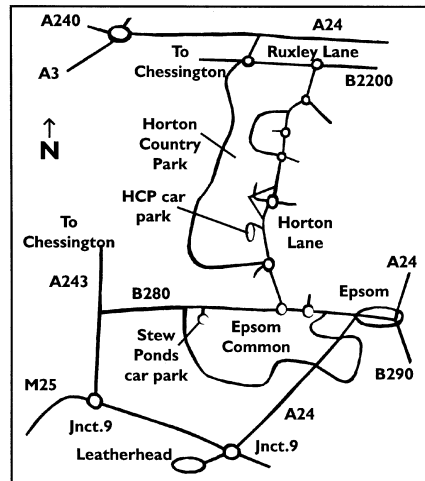 A240
A24
To
Chessington
Ruxley Lane
A3
B2200
N
Horton
Country
Park
HCP car
park
Horton
Lane
To
Chessington
A243
A24
B280
Epsom
Stew
Ponds
car park
Epsom
Common
B290
M25
A24
Jnct.9
Jnct.9
Leatherhead